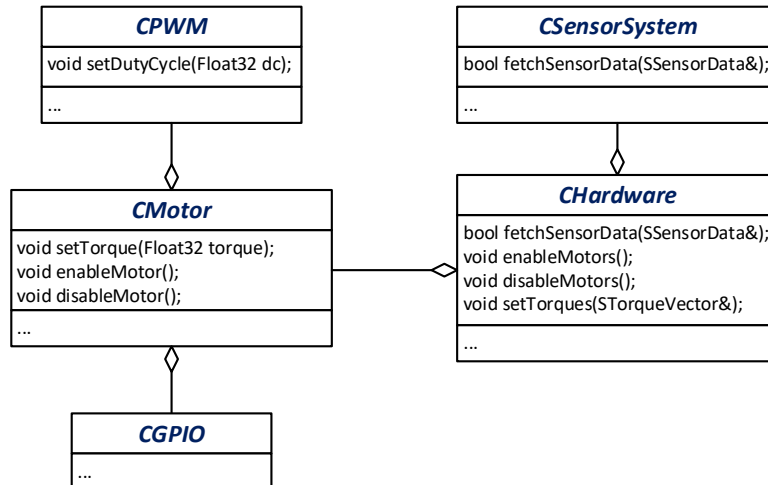 CPWM
void setDutyCycle(Float32 dc);
...
CSensorSystem
bool fetchSensorData(SSensorData&);
...
CMotor
void setTorque(Float32 torque);
void enableMotor();
void disableMotor();
...
CHardware
bool fetchSensorData(SSensorData&);
void enableMotors();
void disableMotors();
void setTorques(STorqueVector&);
...
CGPIO
...